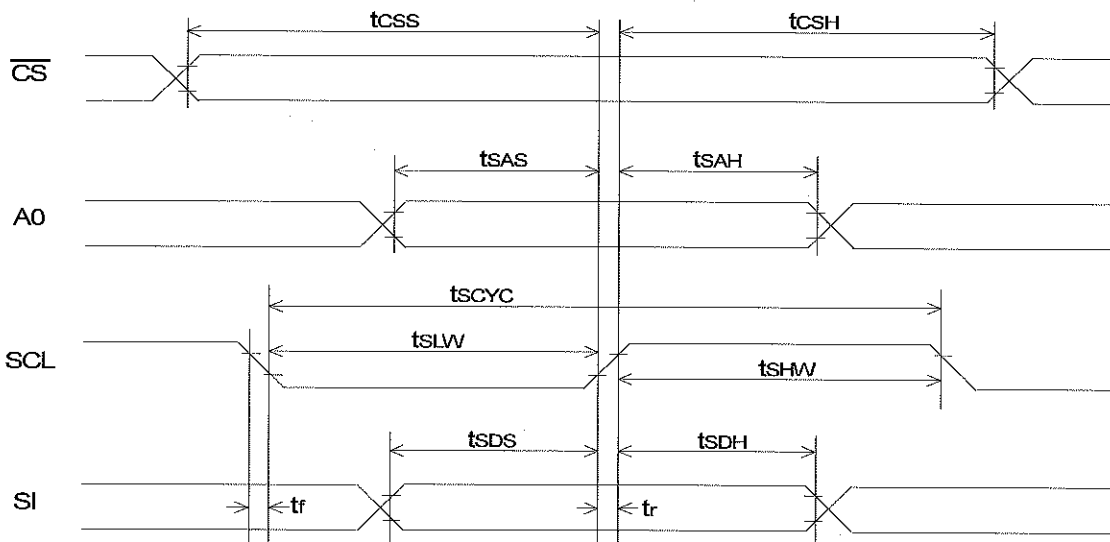 tCSS tCSH
CS
tSAS tSAH
A0
tSCYC
tSLW
SCL
tSHW
tSDS tSDH
SI tf tr